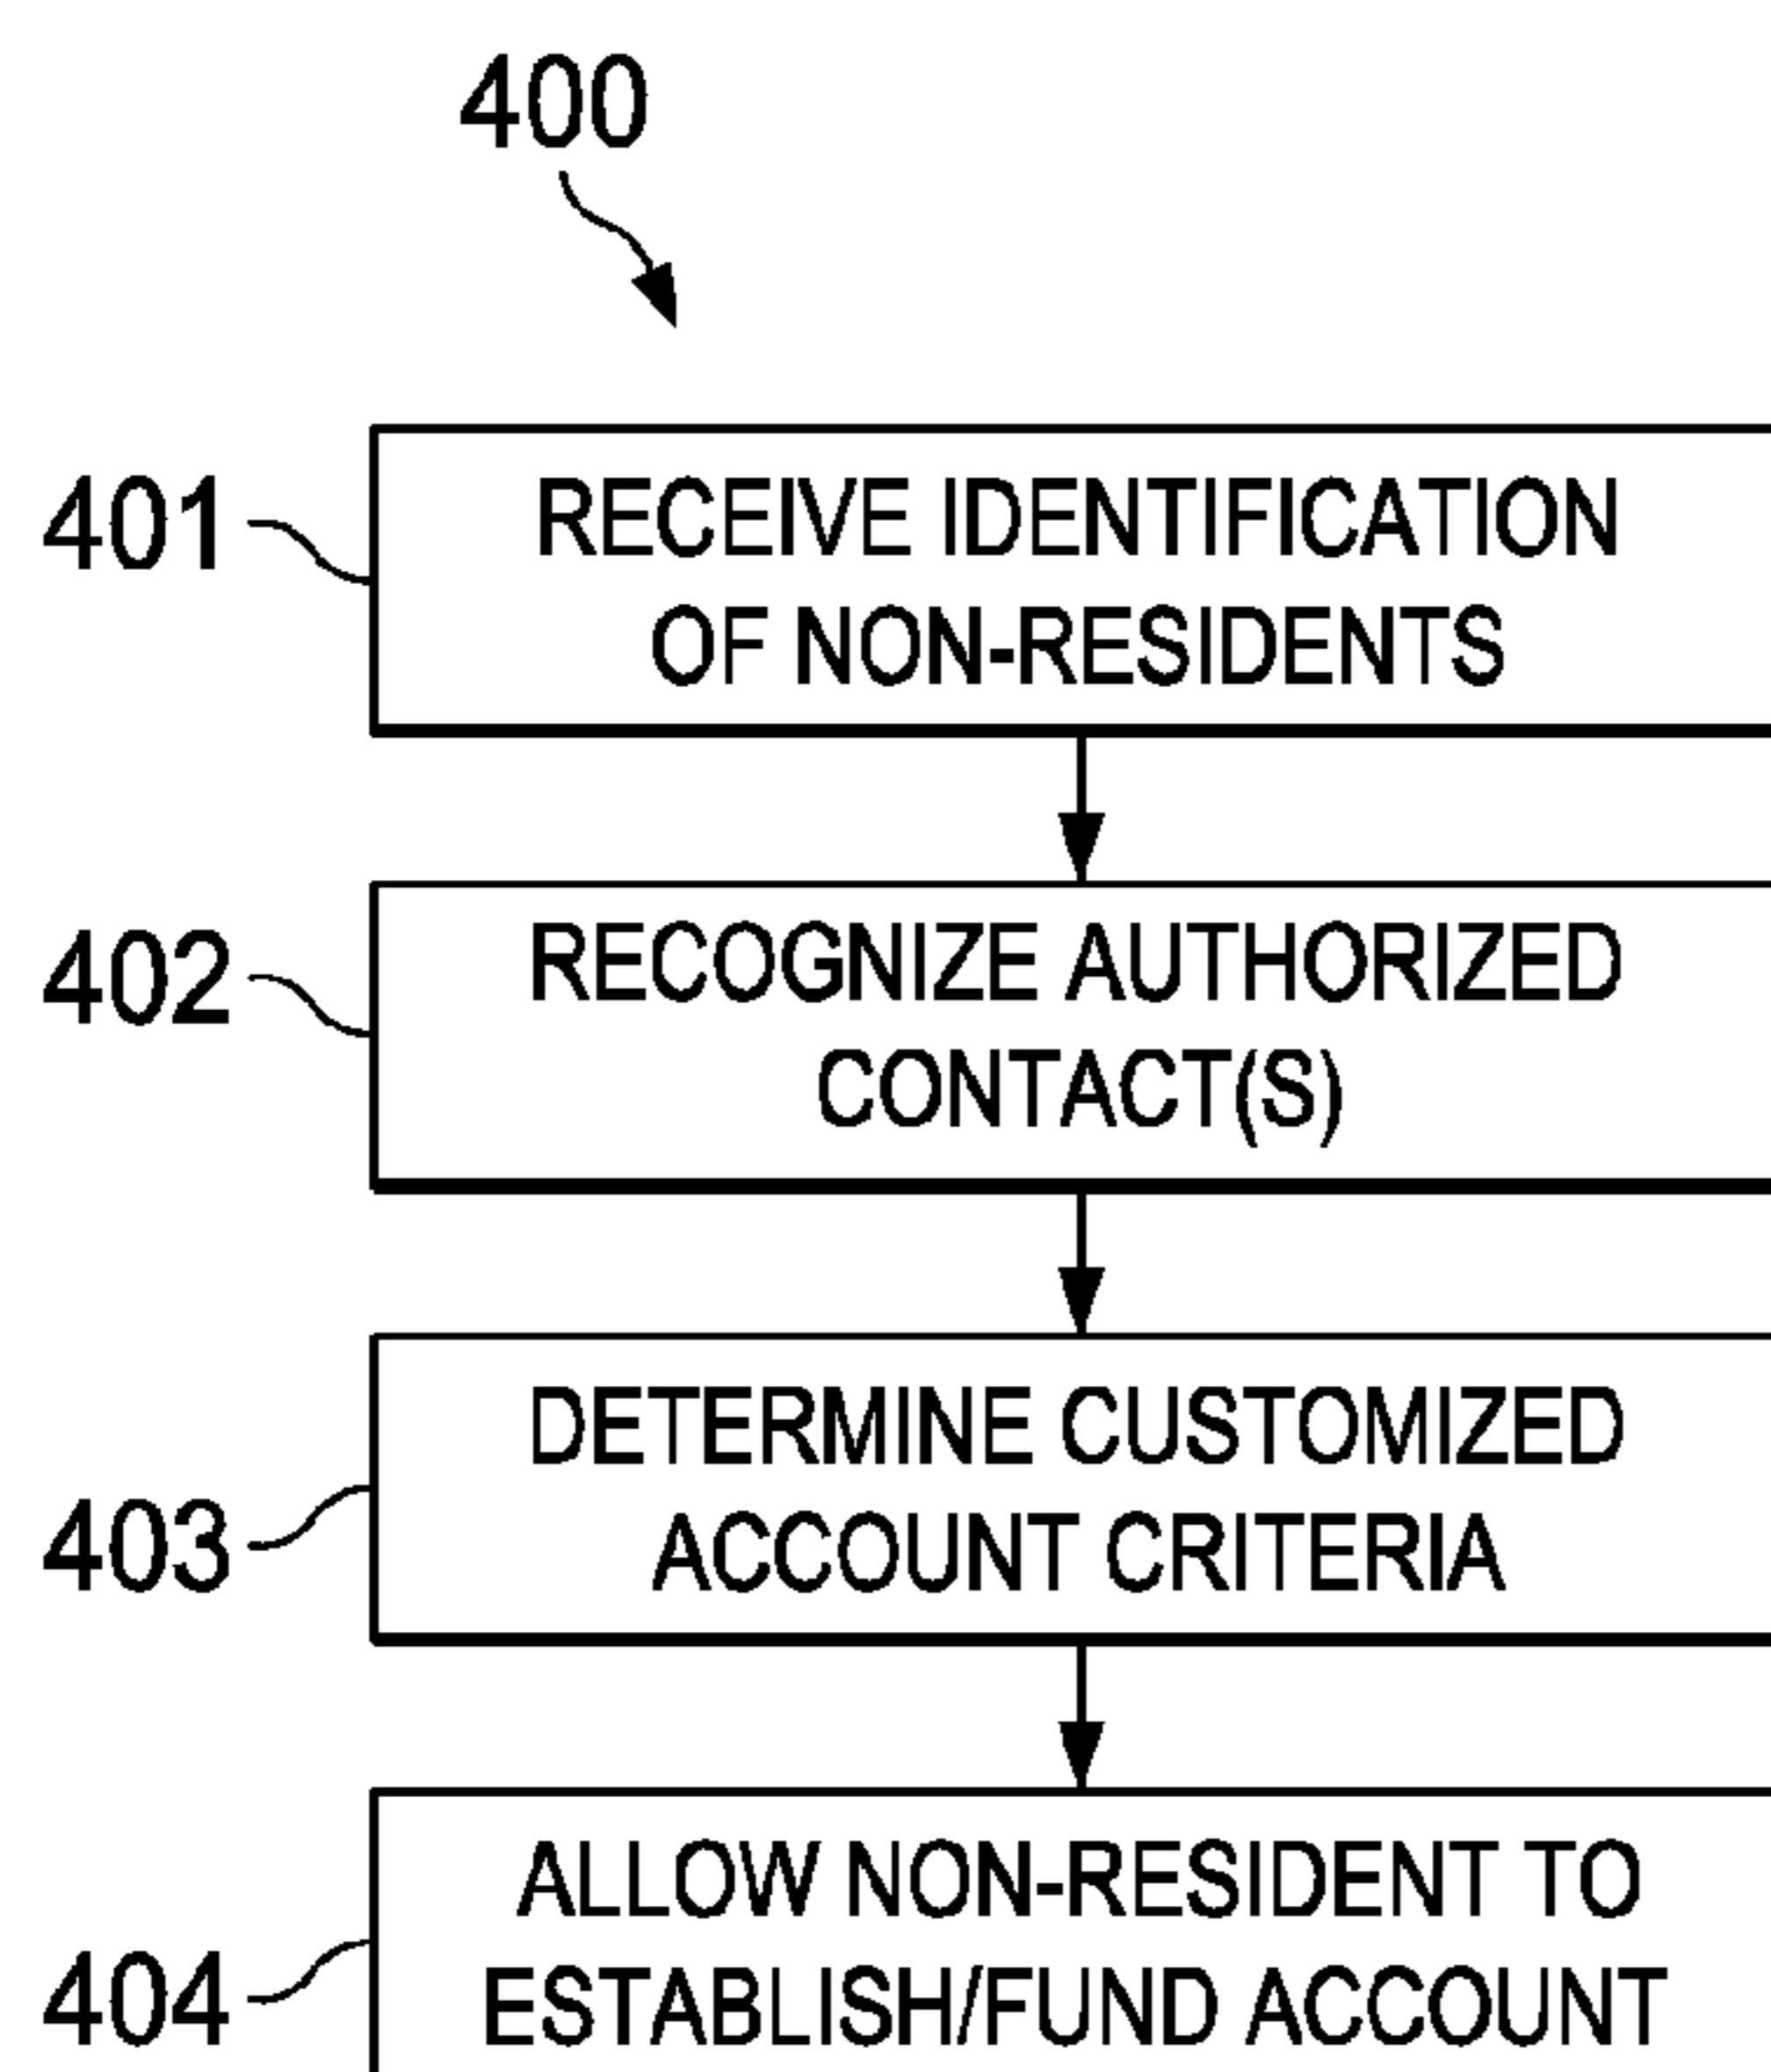 400
401
RECEIVE IDENTIFICATION
OF NON-RESIDENTS
402
RECOGNIZE AUTHORIZED
CONTACT(S)
403
DETERMINE CUSTOMIZED
ACCOUNT CRITERIA
404
ALLOW NON-RESIDENT TO
ESTABLISH/FUND ACCOUNT